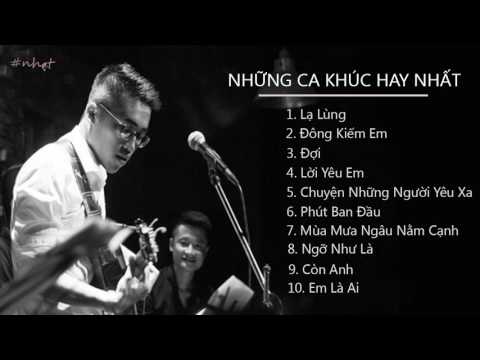 #nhạt
NHỮNG CA KHÚC HAY NHẤT
1. Lạ Lùng
2. Đông Kiếm Em
3. Đợi
4. Lời Yêu Em
5. Chuyện Những Người Yêu Xa
6. Phút Ban Đầu
7. Mùa Mưa Ngâu Nằm Cạnh
8. Ngỡ Như Là
9. Còn Anh
10. Em Là Ai